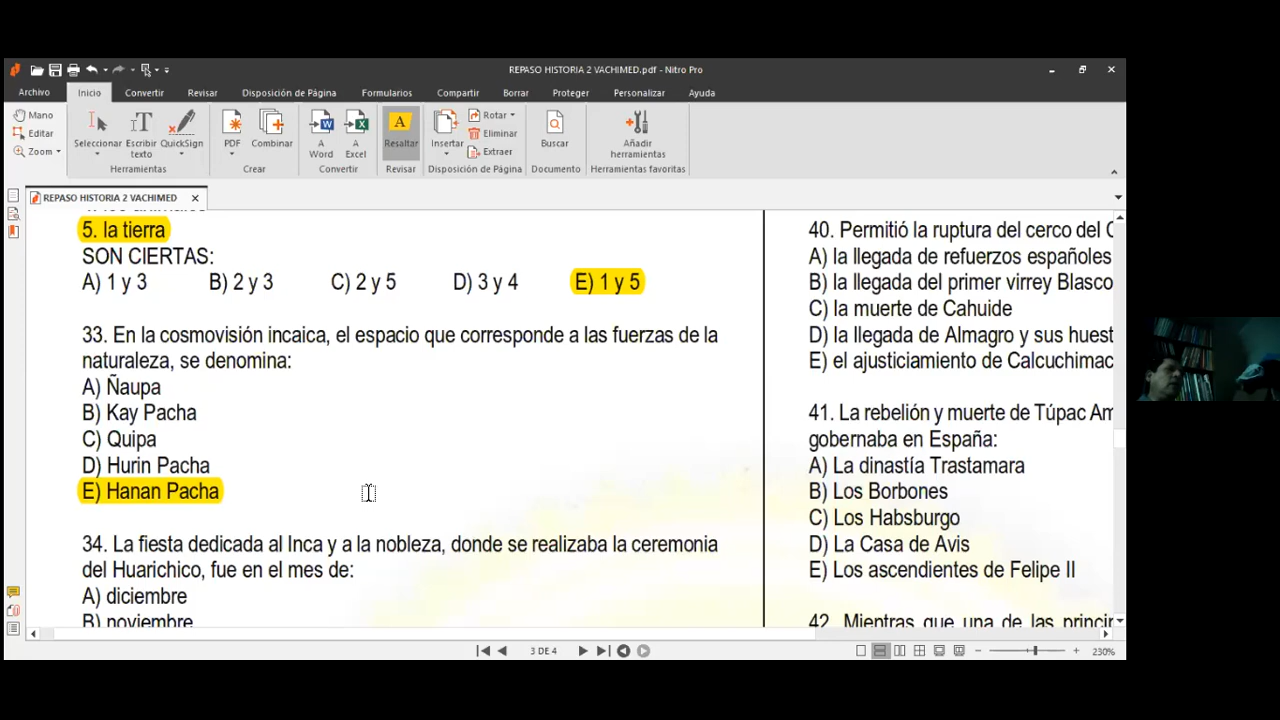 REPASO HISTORIA 2 VACHIMED.pdf - Nitro Pro
Archivo Inicio Convertir Revisar Disposición de Página Formularios Compartir Borrar Proteger Personalizar Ayuda
Mano
Editar
Zoom
Seleccionar
Escribir texto
QuickSign
Herramientas
PDF
Combinar
Crear
A Word
A Excel
Convertir
A
Resaltar
Revisar
Insertar
Rotar
Eliminar
Extraer
Disposición de Página
Buscar
Documento
Añadir herramientas
Herramientas favoritas
REPASO HISTORIA 2 VACHIMED
5. la tierra
SON CIERTAS:
A) 1 y 3 B) 2 y 3 C) 2 y 5 D) 3 y 4 E) 1 y 5
33. En la cosmovisión incaica, el espacio que corresponde a las fuerzas de la
naturaleza, se denomina:
A) Ñaupa
B) Kay Pacha
C) Quipa
D) Hurin Pacha
E) Hanan Pacha
34. La fiesta dedicada al Inca y a la nobleza, donde se realizaba la ceremonia
del Huarichico, fue en el mes de:
A) diciembre
B) noviembre
40. Permitió la ruptura del cerco del
A) la llegada de refuerzos españoles
B) la llegada del primer virrey Blasco
C) la muerte de Cahuide
D) la llegada de Almagro y sus huest
E) el ajusticiamiento de Calcuchimac
41. La rebelión y muerte de Túpac Am
gobernaba en España:
A) La dinastía Trastamara
B) Los Borbones
C) Los Habsburgo
D) La Casa de Avis
E) Los ascendientes de Felipe II
42. Mientras que una de las princip
3 DE 4
230%